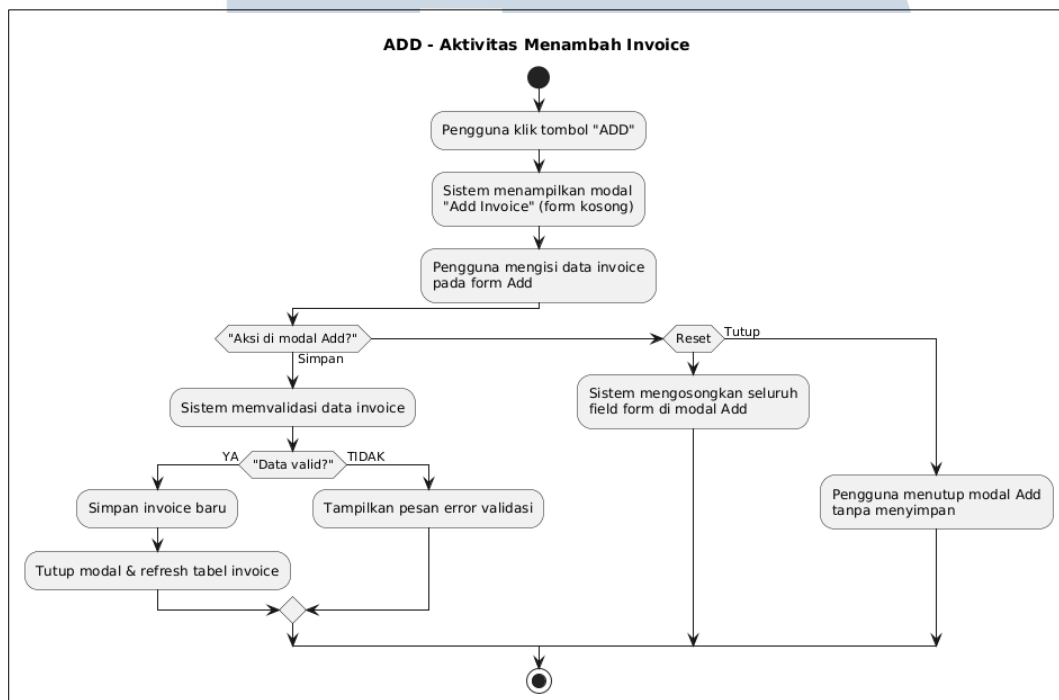 ADD - Aktivitas Menambah Invoice
Pengguna klik tombol "ADD"
Sistem menampilkan modal
"Add Invoice" (form kosong)
Pengguna mengisi data invoice
pada form Add
"Aksi di modal Add?"
Simpan
Reset
Tutup
Sistem memvalidasi data invoice
Sistem mengosongkan seluruh
field form di modal Add
YA
"Data valid?"
TIDAK
Simpan invoice baru
Tampilkan pesan error validasi
Pengguna menutup modal Add
tanpa menyimpan
Tutup modal & refresh tabel invoice